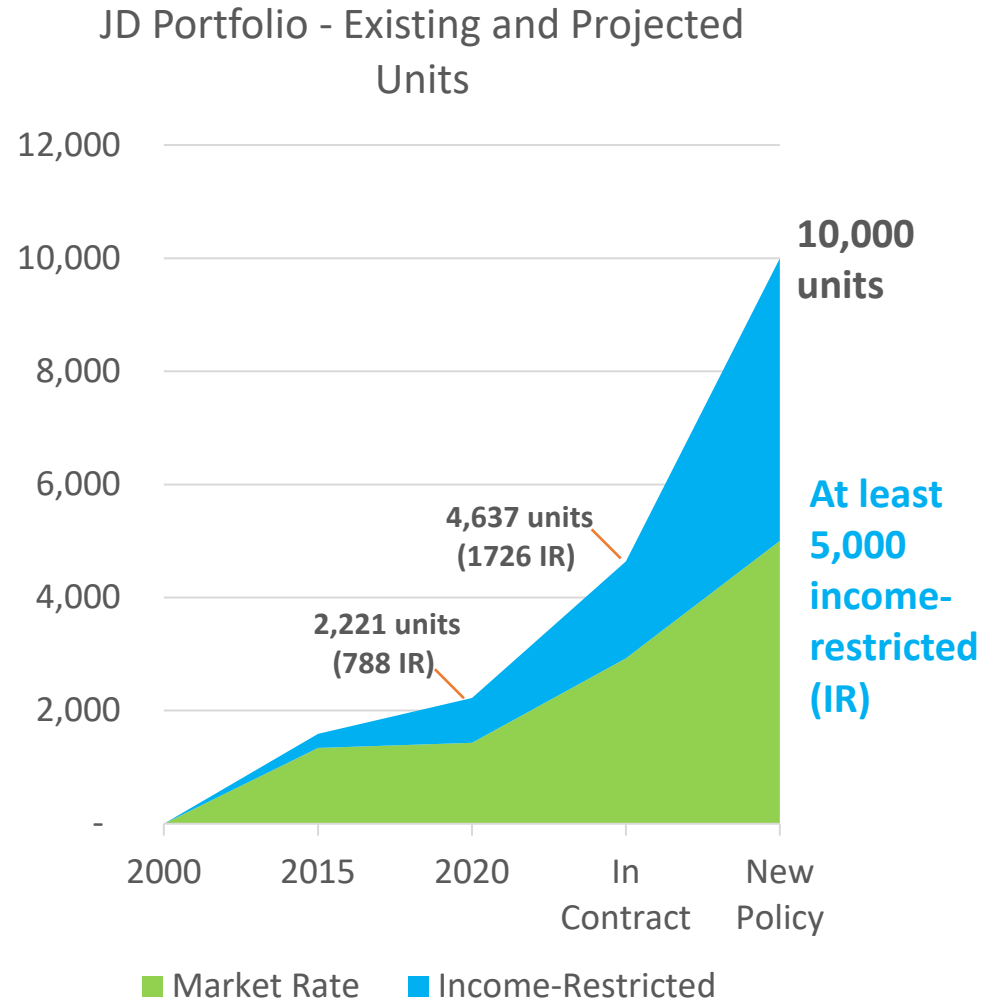 JD Portfolio - Existing and Projected
Units
12,000
10,000
8,000
6,000
4,000
2,000
-
10,000
units
4,637 units
(1726 IR)
2,221 units
(788 IR)
At least
5,000
income-
restricted
(IR)
2000
2015
2020
In
Contract
New
Policy
Market Rate
Income-Restricted